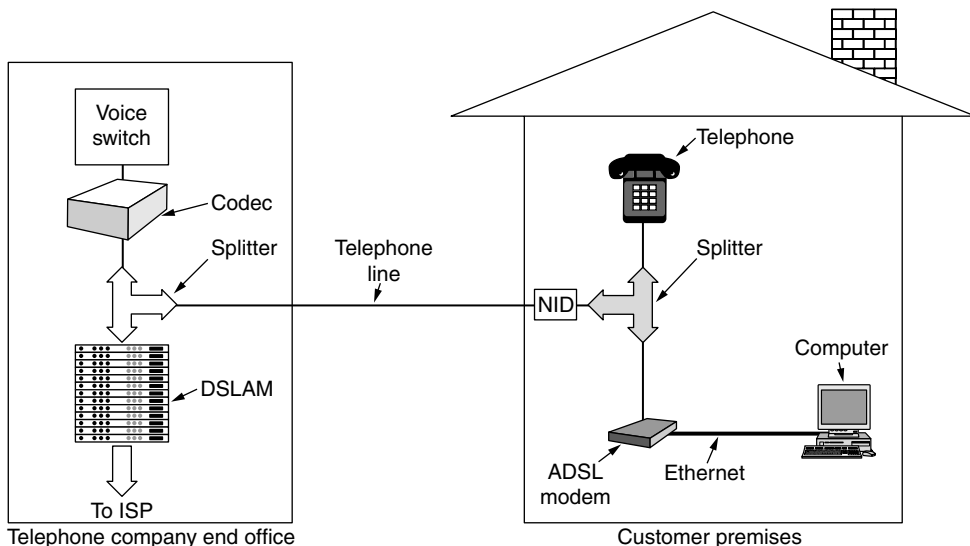 Voice
switch
Codec
Splitter
DSLAM
To ISP
Telephone company end office
Telephone
line
Telephone
NID
Splitter
Computer
ADSL
modem
Ethernet
Customer premises